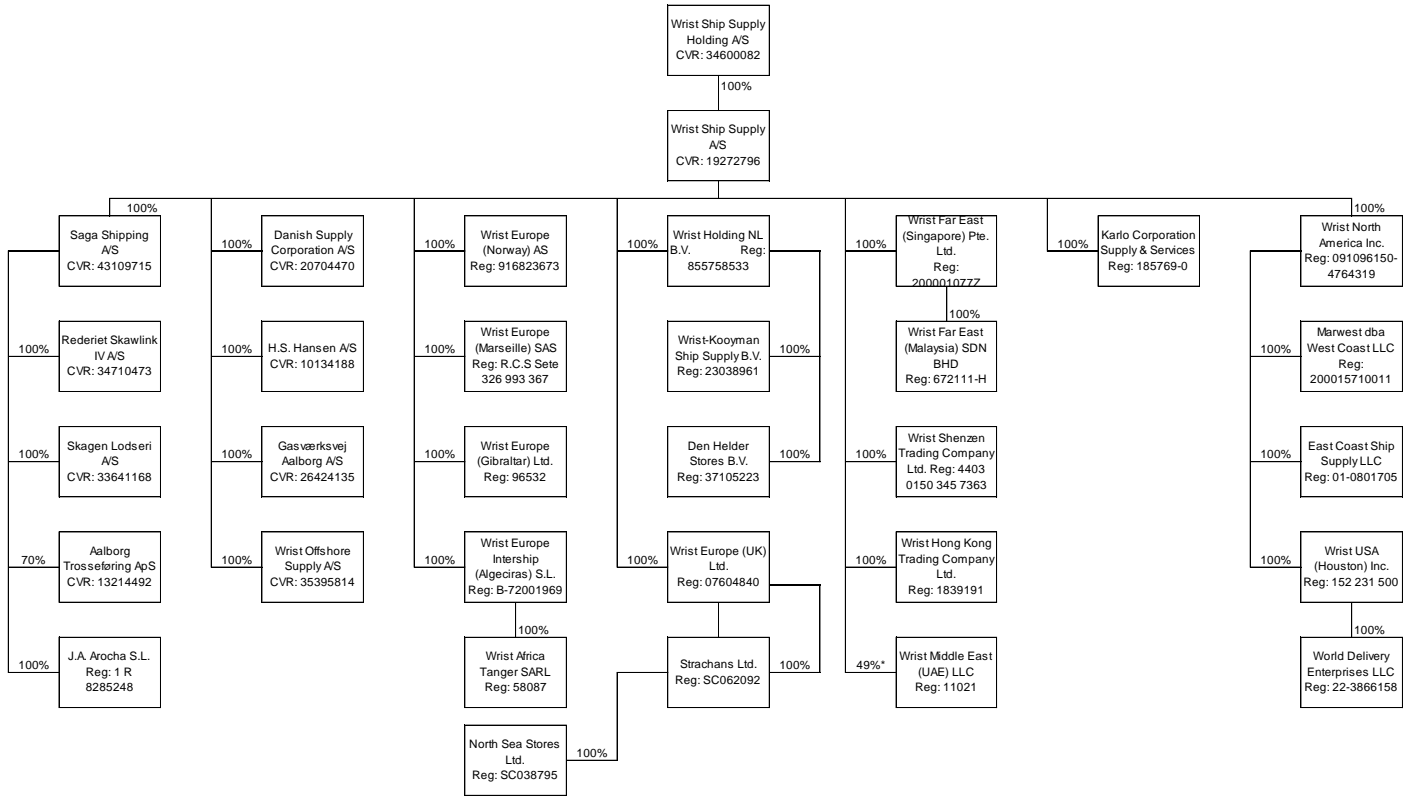 Wrist Ship Supply
Holding A/S
CVR: 34600082
100%
Wrist Ship Supply
A/S
CVR: 19272796
100%
Saga Shipping
A/S
CVR: 43109715
100%
Rederiet Skawlink
IV A/S
CVR: 34710473
100%
Skagen Lodseri
A/S
CVR: 33641168
70%
Aalborg
Trosseføring ApS
CVR: 13214492
100%
J.A. Arocha S.L.
Reg: 1 R
8285248
100%
Danish Supply
Corporation A/S
CVR: 20704470
100%
H.S. Hansen A/S
CVR: 10134188
100%
Gasværksvej
Aalborg A/S
CVR: 26424135
100%
Wrist Offshore
Supply A/S
CVR: 35395814
100%
Wrist Europe
(Norway) AS
Reg: 916823673
100%
Wrist Europe
(Marseille) SAS
Reg: R.C.S Sete
326 993 367
100%
Wrist Europe
(Gibraltar) Ltd.
Reg: 96532
100%
Wrist Europe
Intership
(Algeciras) S.L.
Reg: B-72001969
100%
Wrist Africa
Tanger SARL
Reg: 58087
100%
Wrist Holding NL
B.V. Reg:
855758533
Wrist-Kooyman
Ship Supply B.V.
Reg: 23038961
100%
Den Helder
Stores B.V.
Reg: 37105223
100%
100%
Wrist Europe (UK)
Ltd.
Reg: 07604840
Strachans Ltd.
Reg: SC062092
100%
North Sea Stores
Ltd.
Reg: SC038795
100%
100%
Wrist Far East
(Singapore) Pte.
Ltd.
Reg:
200001077Z
100%
Wrist Far East
(Malaysia) SDN
BHD
Reg: 672111-H
100%
Wrist Shenzen
Trading Company
Ltd. Reg: 4403
0150 345 7363
100%
Wrist Hong Kong
Trading Company
Ltd.
Reg: 1839191
49%*
Wrist Middle East
(UAE) LLC
Reg: 11021
100%
Karlo Corporation
Supply & Services
Reg: 185769-0
100%
Wrist North
America Inc.
Reg: 091096150-
4764319
100%
Marwest dba
West Coast LLC
Reg:
200015710011
100%
East Coast Ship
Supply LLC
Reg: 01-0801705
100%
Wrist USA
(Houston) Inc.
Reg: 152 231 500
100%
World Delivery
Enterprises LLC
Reg: 22-3866158